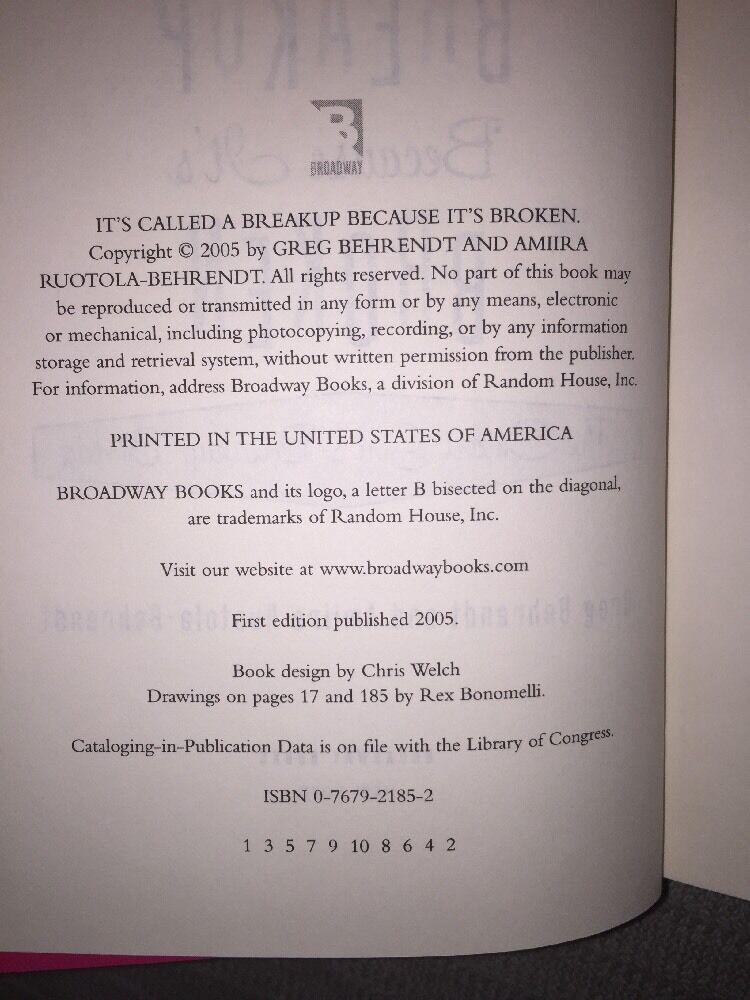 B
BROADWAY
IT'S CALLED A BREAKUP BECAUSE IT'S BROKEN.
Copyright © 2005 by GREG BEHRENDT AND AMIIRA
RUOTOLA-BEHRENDT. All rights reserved. No part of this book may
be reproduced or transmitted in any form or by any means, electronic
or mechanical, including photocopying, recording, or by any information
storage and retrieval system, without written permission from the publisher.
For information, address Broadway Books, a division of Random House, Inc.
PRINTED IN THE UNITED STATES OF AMERICA
BROADWAY BOOKS and its logo, a letter B bisected on the diagonal,
are trademarks of Random House, Inc.
Visit our website at www.broadwaybooks.com
First edition published 2005.
Book design by Chris Welch
Drawings on pages 17 and 185 by Rex Bonomelli.
Cataloging-in-Publication Data is on file with the Library of Congress.
ISBN 0-7679-2185-2
1 3 5 7 9 10 8 6 4 2